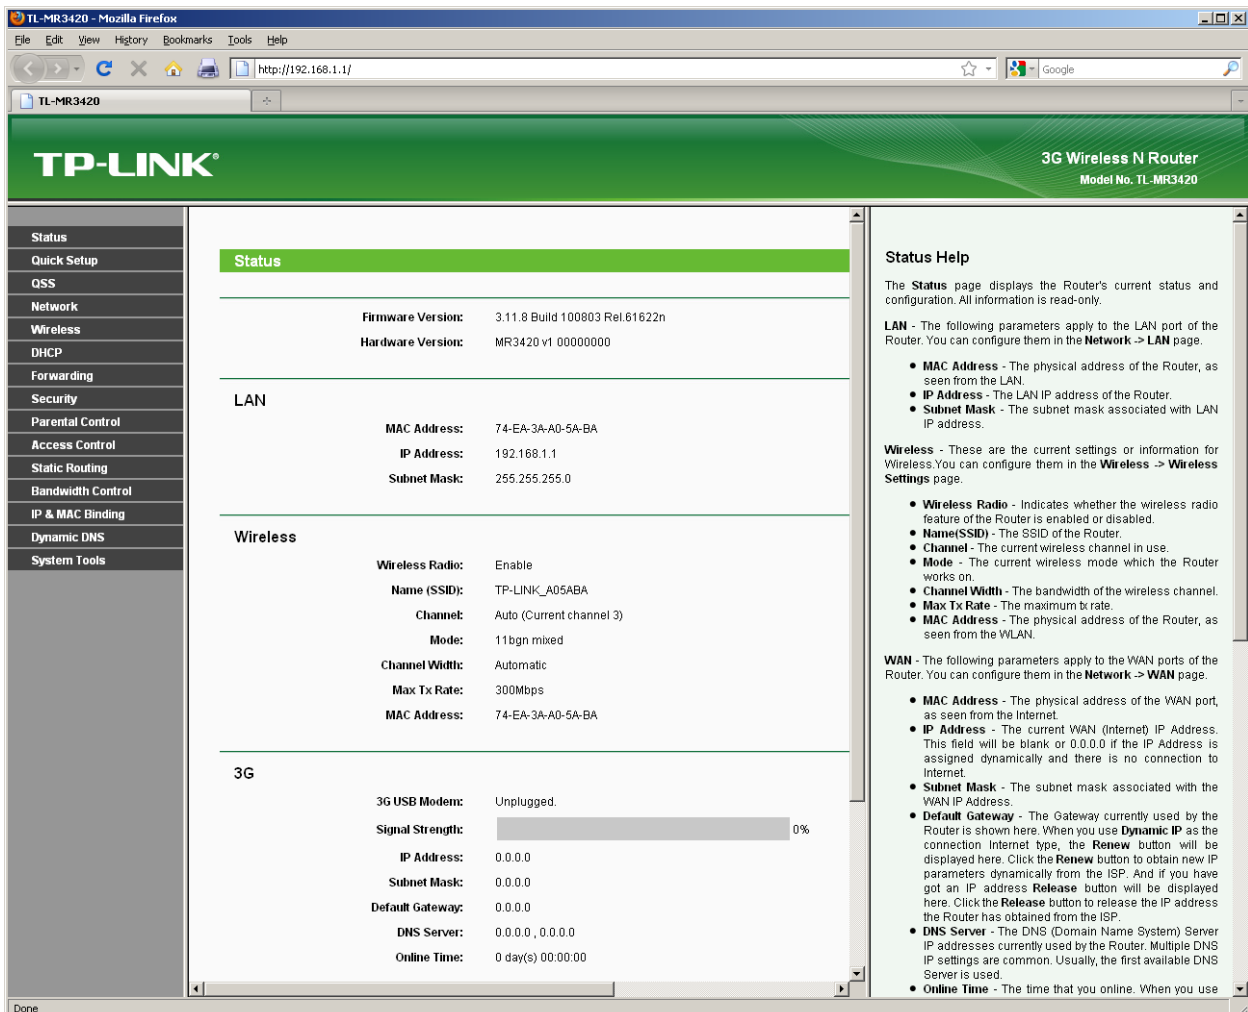 TL-MR3420 - Mozilla Firefox
File Edit View History Bookmarks Tools Help
http://192.168.1.1/
Google
TL-MR3420
TP-LINK®
3G Wireless N Router
Model No. TL-MR3420
Status
Quick Setup
QSS
Network
Wireless
DHCP
Forwarding
Security
Parental Control
Access Control
Static Routing
Bandwidth Control
IP & MAC Binding
Dynamic DNS
System Tools
Status
Firmware Version: 3.11.8 Build 100803 Rel.61622n
Hardware Version: MR3420 v1 00000000
LAN
MAC Address: 74-EA-3A-A0-5A-BA
IP Address: 192.168.1.1
Subnet Mask: 255.255.255.0
Wireless
Wireless Radio: Enable
Name (SSID): TP-LINK_A05ABA
Channel: Auto (Current channel 3)
Mode: 11bgn mixed
Channel Width: Automatic
Max Tx Rate: 300Mbps
MAC Address: 74-EA-3A-A0-5A-BA
3G
3G USB Modem: Unplugged.
Signal Strength: 0%
IP Address: 0.0.0.0
Subnet Mask: 0.0.0.0
Default Gateway: 0.0.0.0
DNS Server: 0.0.0.0 , 0.0.0.0
Online Time: 0 day(s) 00:00:00
Status Help
The Status page displays the Router's current status and
configuration. All information is read-only.
LAN - The following parameters apply to the LAN port of the
Router. You can configure them in the Network -> LAN page.
• MAC Address - The physical address of the Router, as
seen from the LAN.
• IP Address - The LAN IP address of the Router.
• Subnet Mask - The subnet mask associated with LAN
IP address.
Wireless - These are the current settings or information for
Wireless.You can configure them in the Wireless -> Wireless
Settings page.
• Wireless Radio - Indicates whether the wireless radio
feature of the Router is enabled or disabled.
• Name(SSID) - The SSID of the Router.
• Channel - The current wireless channel in use.
• Mode - The current wireless mode which the Router
works on.
• Channel Width - The bandwidth of the wireless channel.
• Max Tx Rate - The maximum tx rate.
• MAC Address - The physical address of the Router, as
seen from the WLAN.
WAN - The following parameters apply to the WAN ports of the
Router. You can configure them in the Network -> WAN page.
• MAC Address - The physical address of the WAN port,
as seen from the Internet.
• IP Address - The current WAN (Internet) IP Address.
This field will be blank or 0.0.0.0 if the IP Address is
assigned dynamically and there is no connection to
Internet.
• Subnet Mask - The subnet mask associated with the
WAN IP Address.
• Default Gateway - The Gateway currently used by the
Router is shown here. When you use Dynamic IP as the
connection Internet type, the Renew button will be
displayed here. Click the Renew button to obtain new IP
parameters dynamically from the ISP. And if you have
got an IP address Release button will be displayed
here. Click the Release button to release the IP address
the Router has obtained from the ISP.
• DNS Server - The DNS (Domain Name System) Server
IP addresses currently used by the Router. Multiple DNS
IP settings are common. Usually, the first available DNS
Server is used.
• Online Time - The time that you online. When you use
Done